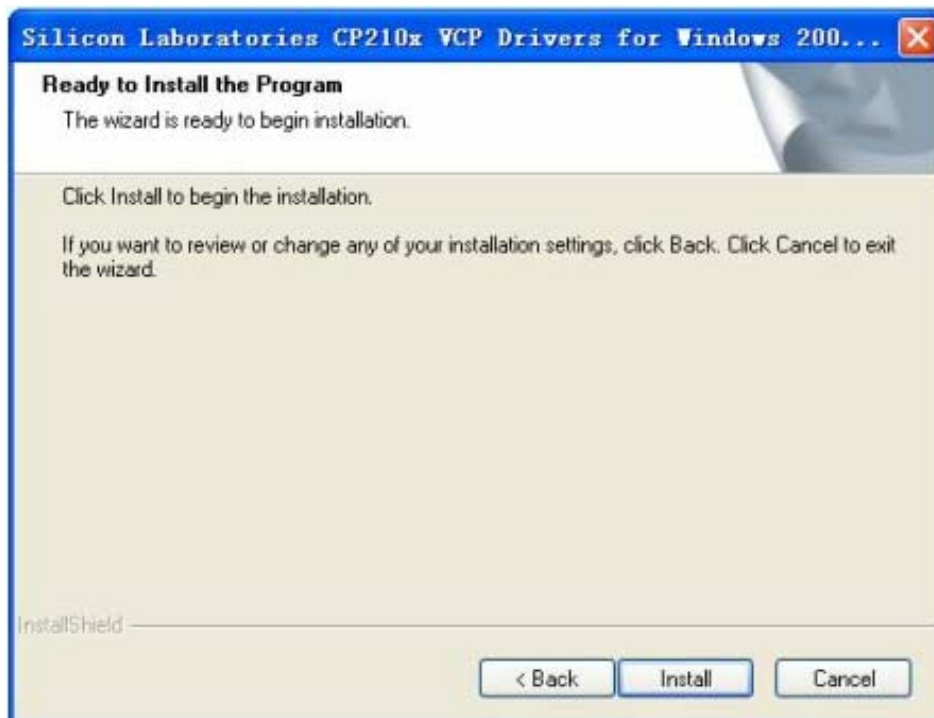 Silicon Laboratories CP210x VCP Drivers for Windows 200...
Ready to Install the Program
The wizard is ready to begin installation.
Click Install to begin the installation.
If you want to review or change any of your installation settings, click Back. Click Cancel to exit
the wizard.
InstallShield
< Back Install Cancel